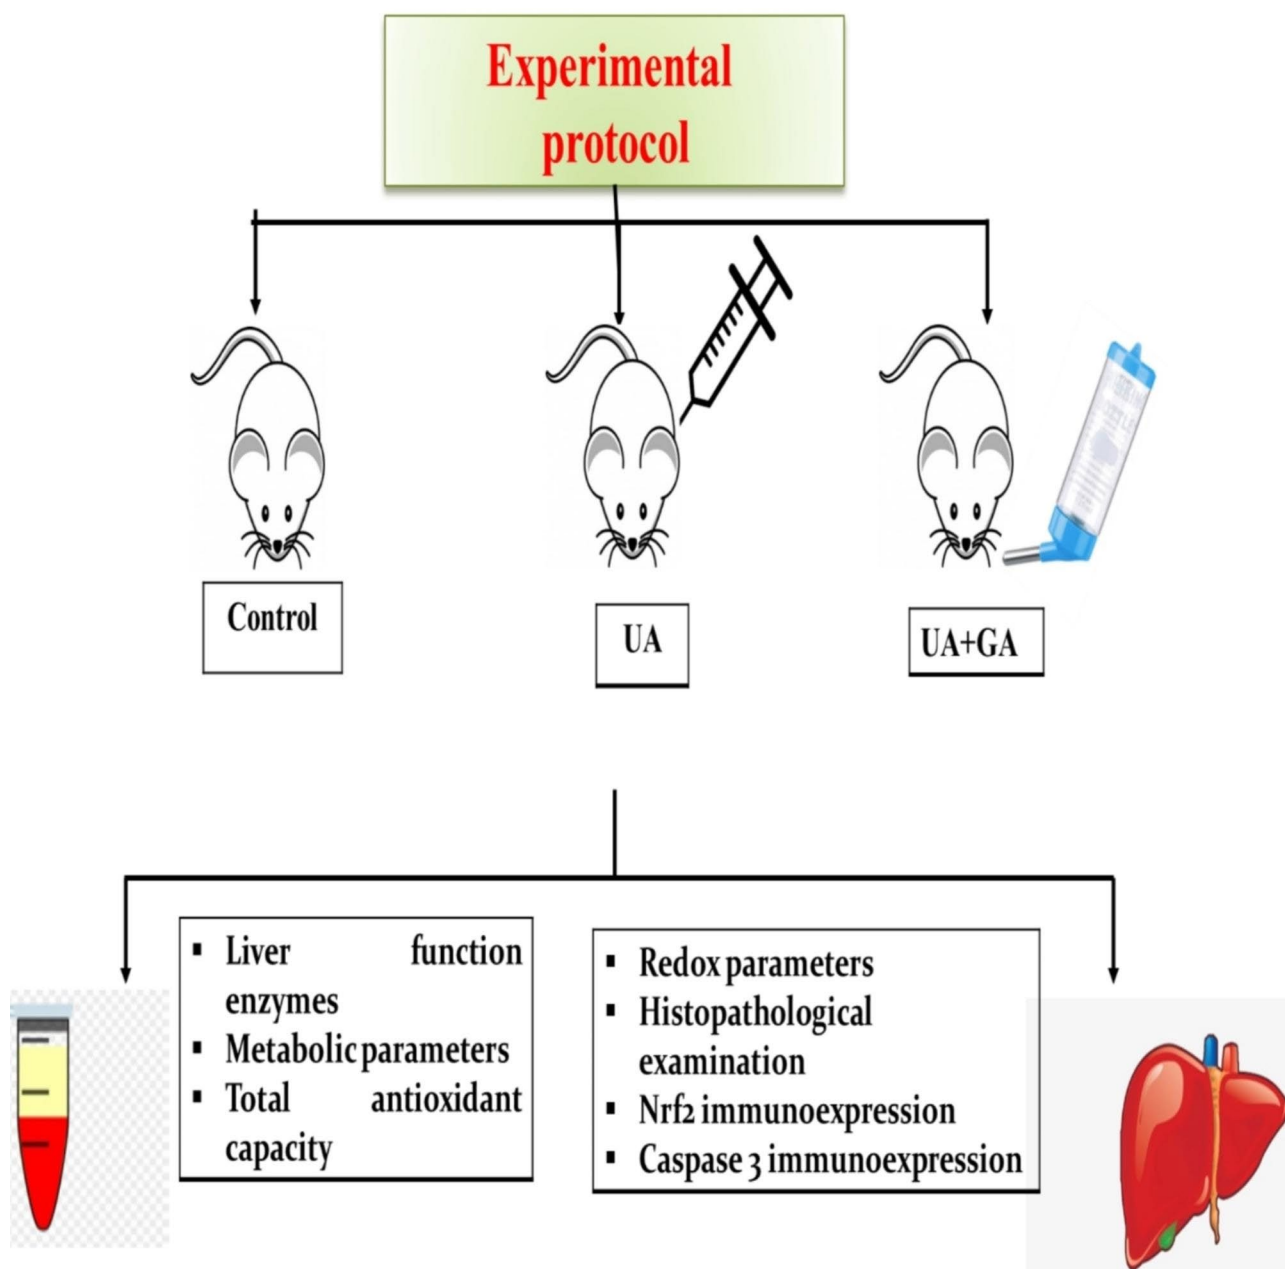 Experimental
protocol
Control
UA
UA+GA
▪ Liver function
enzymes
▪ Metabolic parameters
▪ Total antioxidant
capacity
▪ Redox parameters
▪ Histopathological
examination
▪ Nrf2 immunoexpression
▪ Caspase 3 immunoexpression